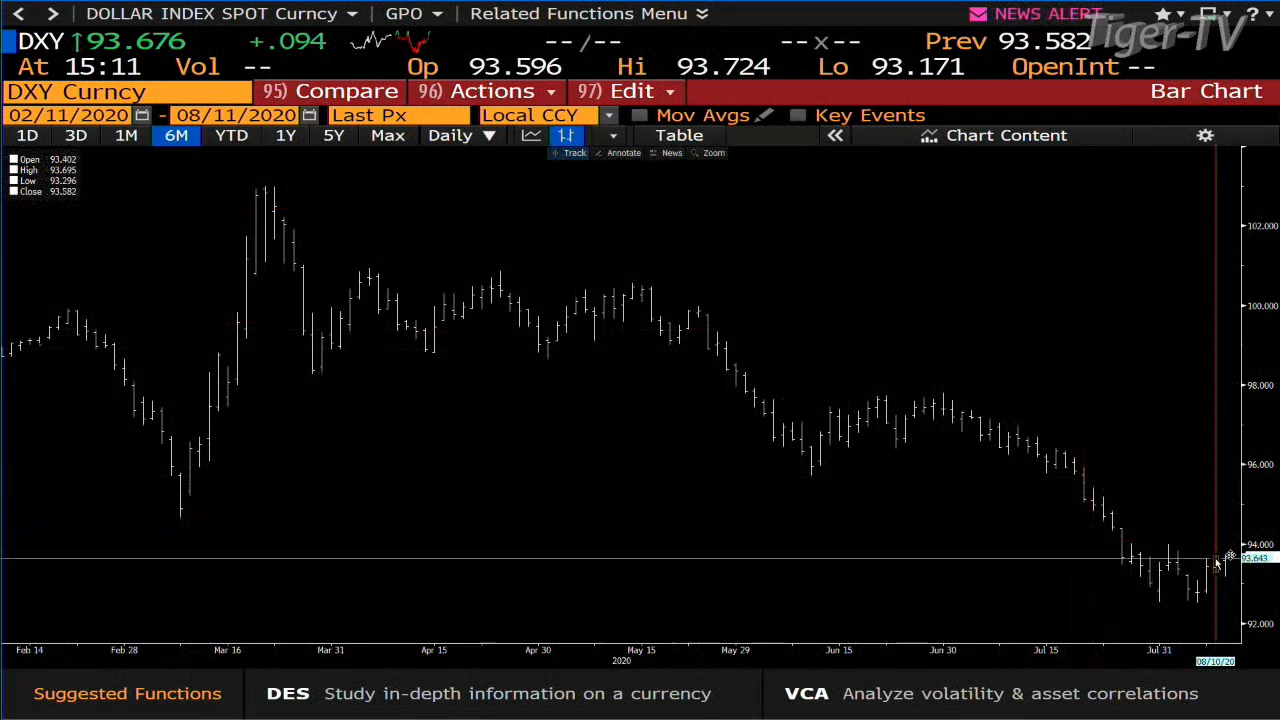 DOLLAR INDEX SPOT Curncy GPO Related Functions Menu NEWS ALERT ?
Tiger-TV
DXY ↑93.676 +.094 -- / -- -- x -- Prev 93.582
At 15:11 Vol -- Op 93.596 Hi 93.724 Lo 93.171 OpenInt --
DXY Curncy 95) Compare 96) Actions 97) Edit Bar Chart
02/11/2020 - 08/11/2020 Last Px Local CCY Mov Avgs Key Events
1D 3D 1M 6M YTD 1Y 5Y Max Daily ▼ Table « Chart Content
Track Annotate News Zoom
Open 93.402
High 93.695
Low 93.296
Close 93.582
102.000
100.000
98.000
96.000
94.000
93.643
92.000
Feb 14 Feb 28 Mar 16 Mar 31 Apr 15 Apr 30 May 15 May 29 Jun 15 Jun 30 Jul 15 Jul 31
2020 08/10/20
Suggested Functions DES Study in-depth information on a currency VCA Analyze volatility & asset correlations